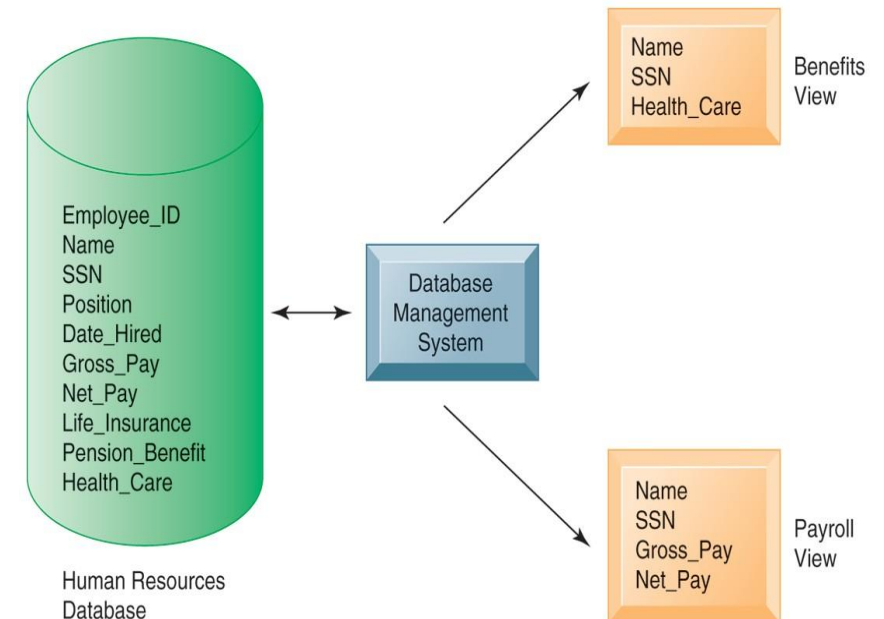 Employee_ID
Name
SSN
Position
Date_Hired
Gross_Pay
Net_Pay
Life_Insurance
Pension_Benefit
Health_Care
Human Resources
Database
Database
Management
System
Name
SSN
Health_Care
Benefits
View
Name
SSN
Gross_Pay
Net_Pay
Payroll
View